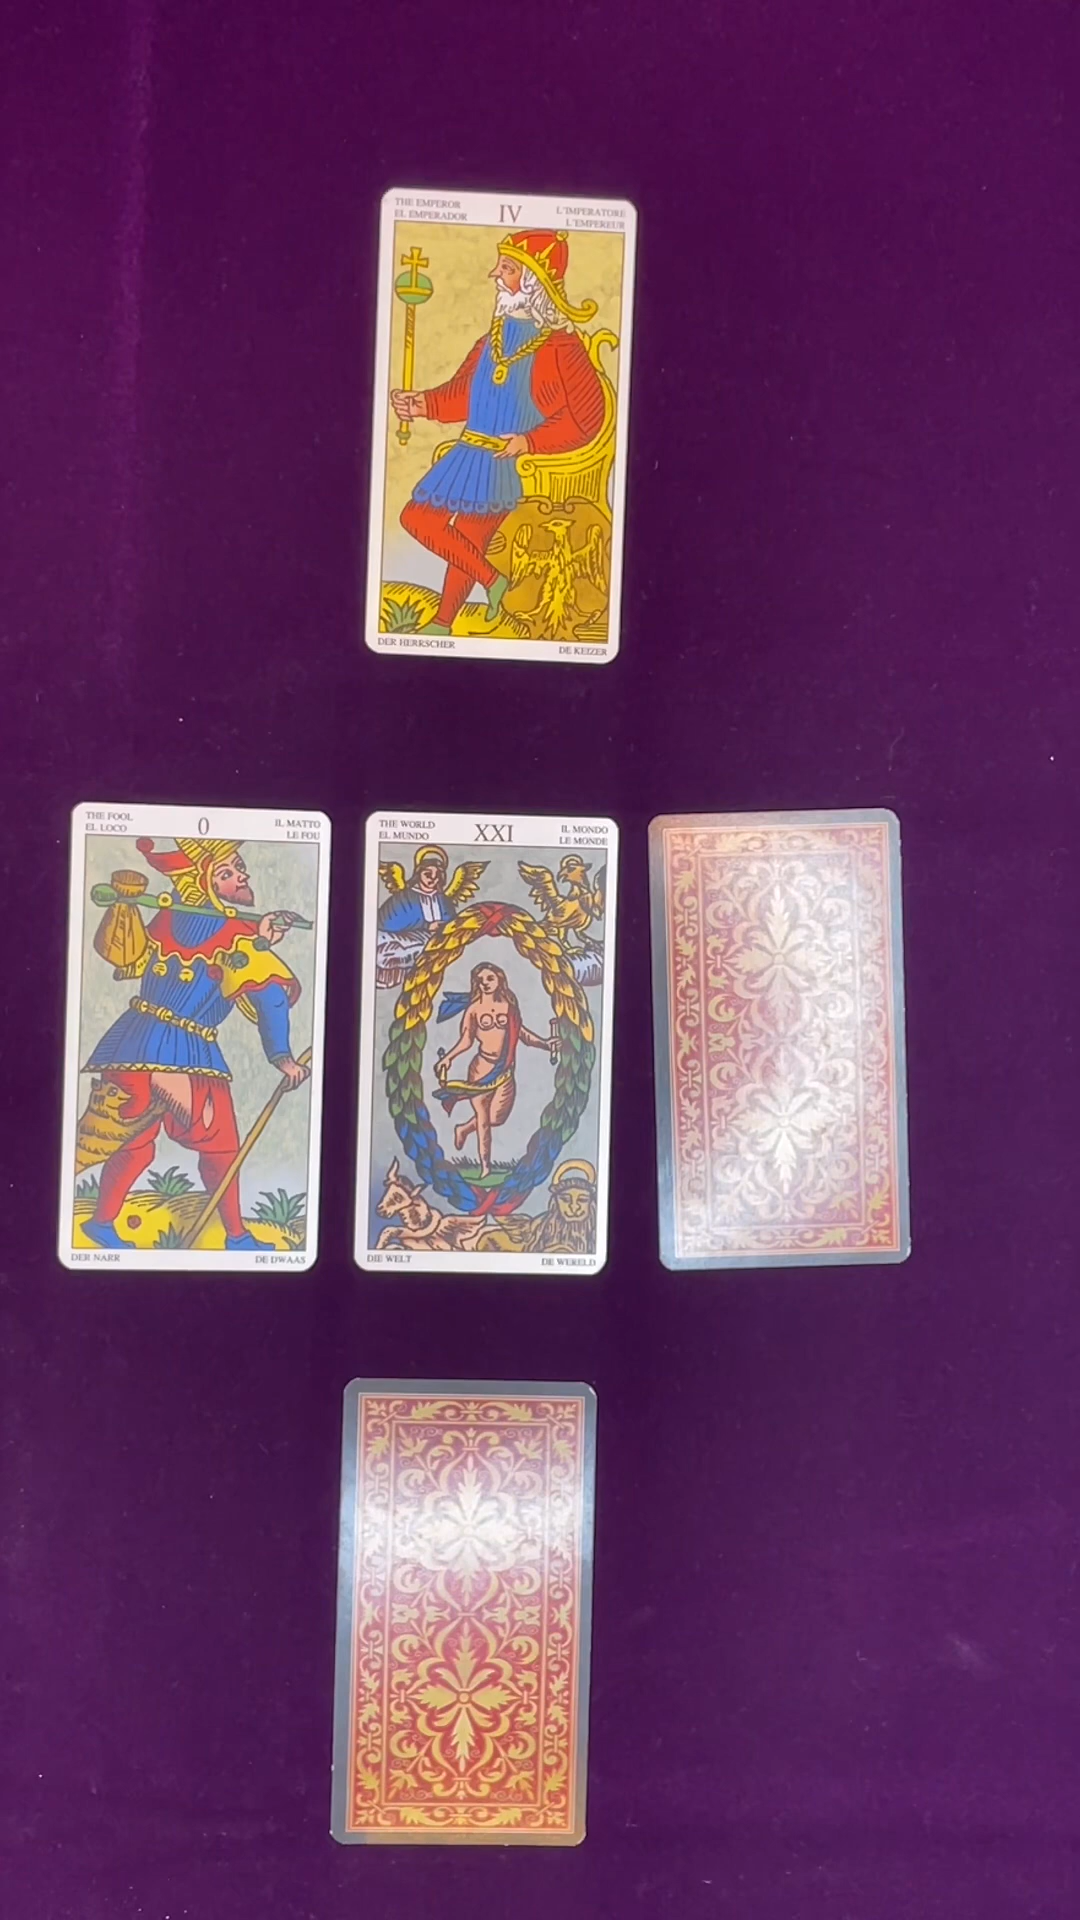 THE EMPEROR
EL EMPERADOR
IV
L'IMPERATORE
L'EMPEREUR
DER HERRSCHER
DE KEIZER
THE FOOL
EL LOCO
0
IL MATTO
LE FOU
DER NARR
DE DWAAS
THE WORLD
EL MUNDO
XXI
IL MONDO
LE MONDE
DIE WELT
DE WERELD